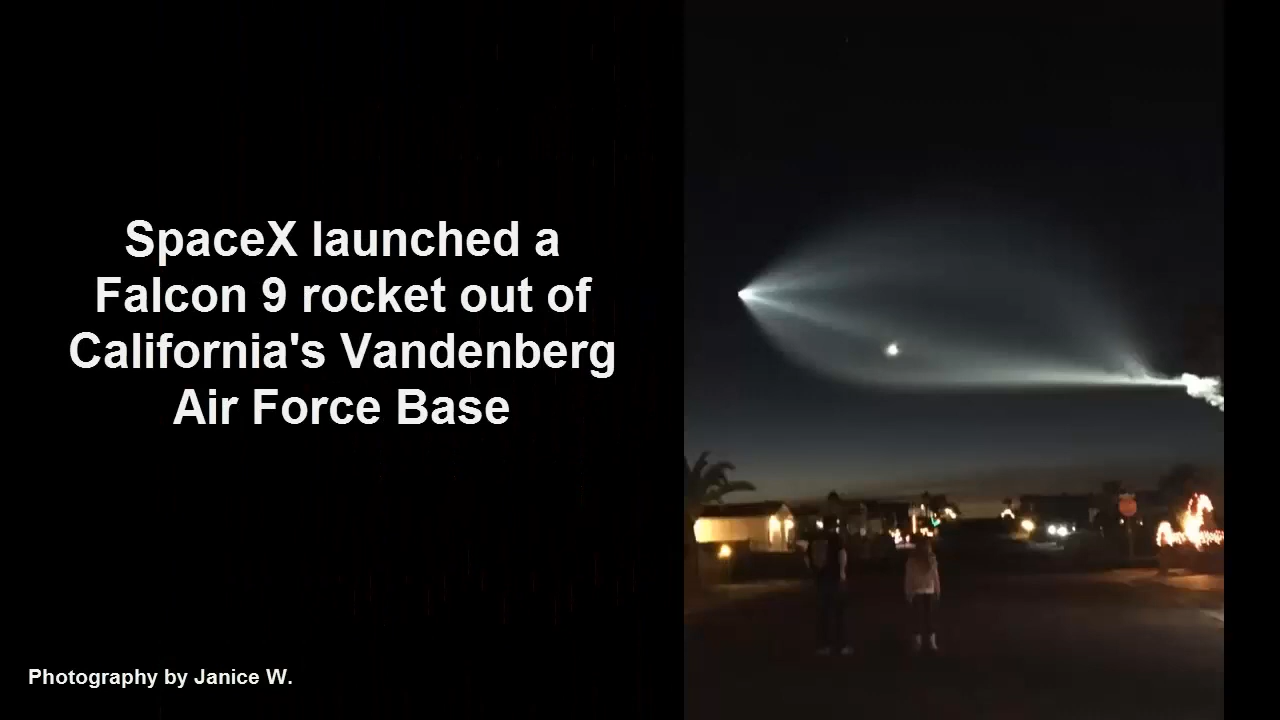 SpaceX launched a
Falcon 9 rocket out of
California's Vandenberg
Air Force Base
Photography by Janice W.